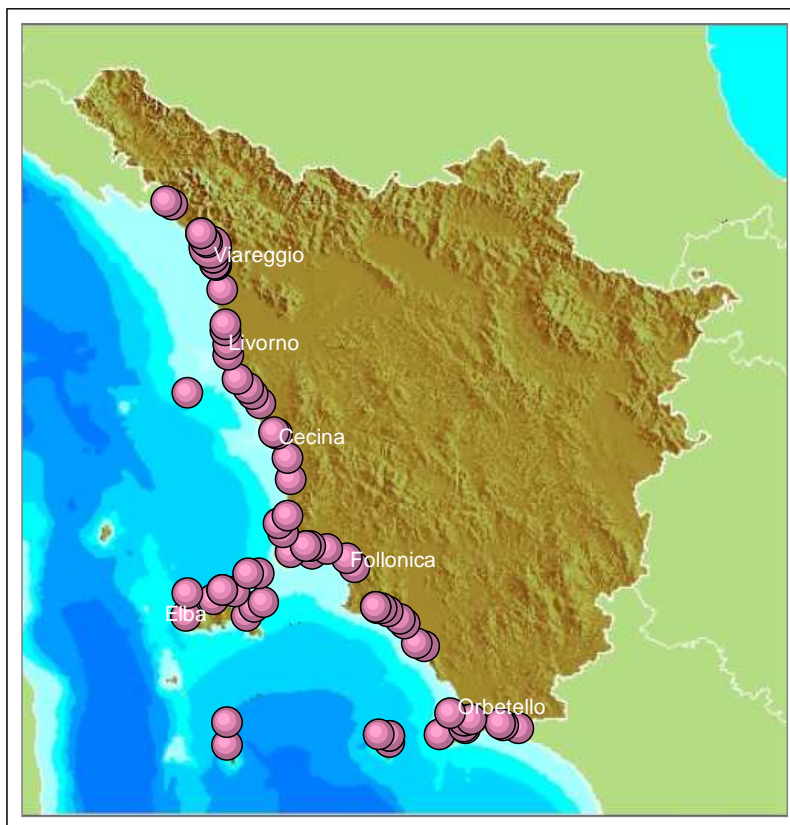 Viareggio
Livorno
Cecina
Follonica
Elba
Orbetello